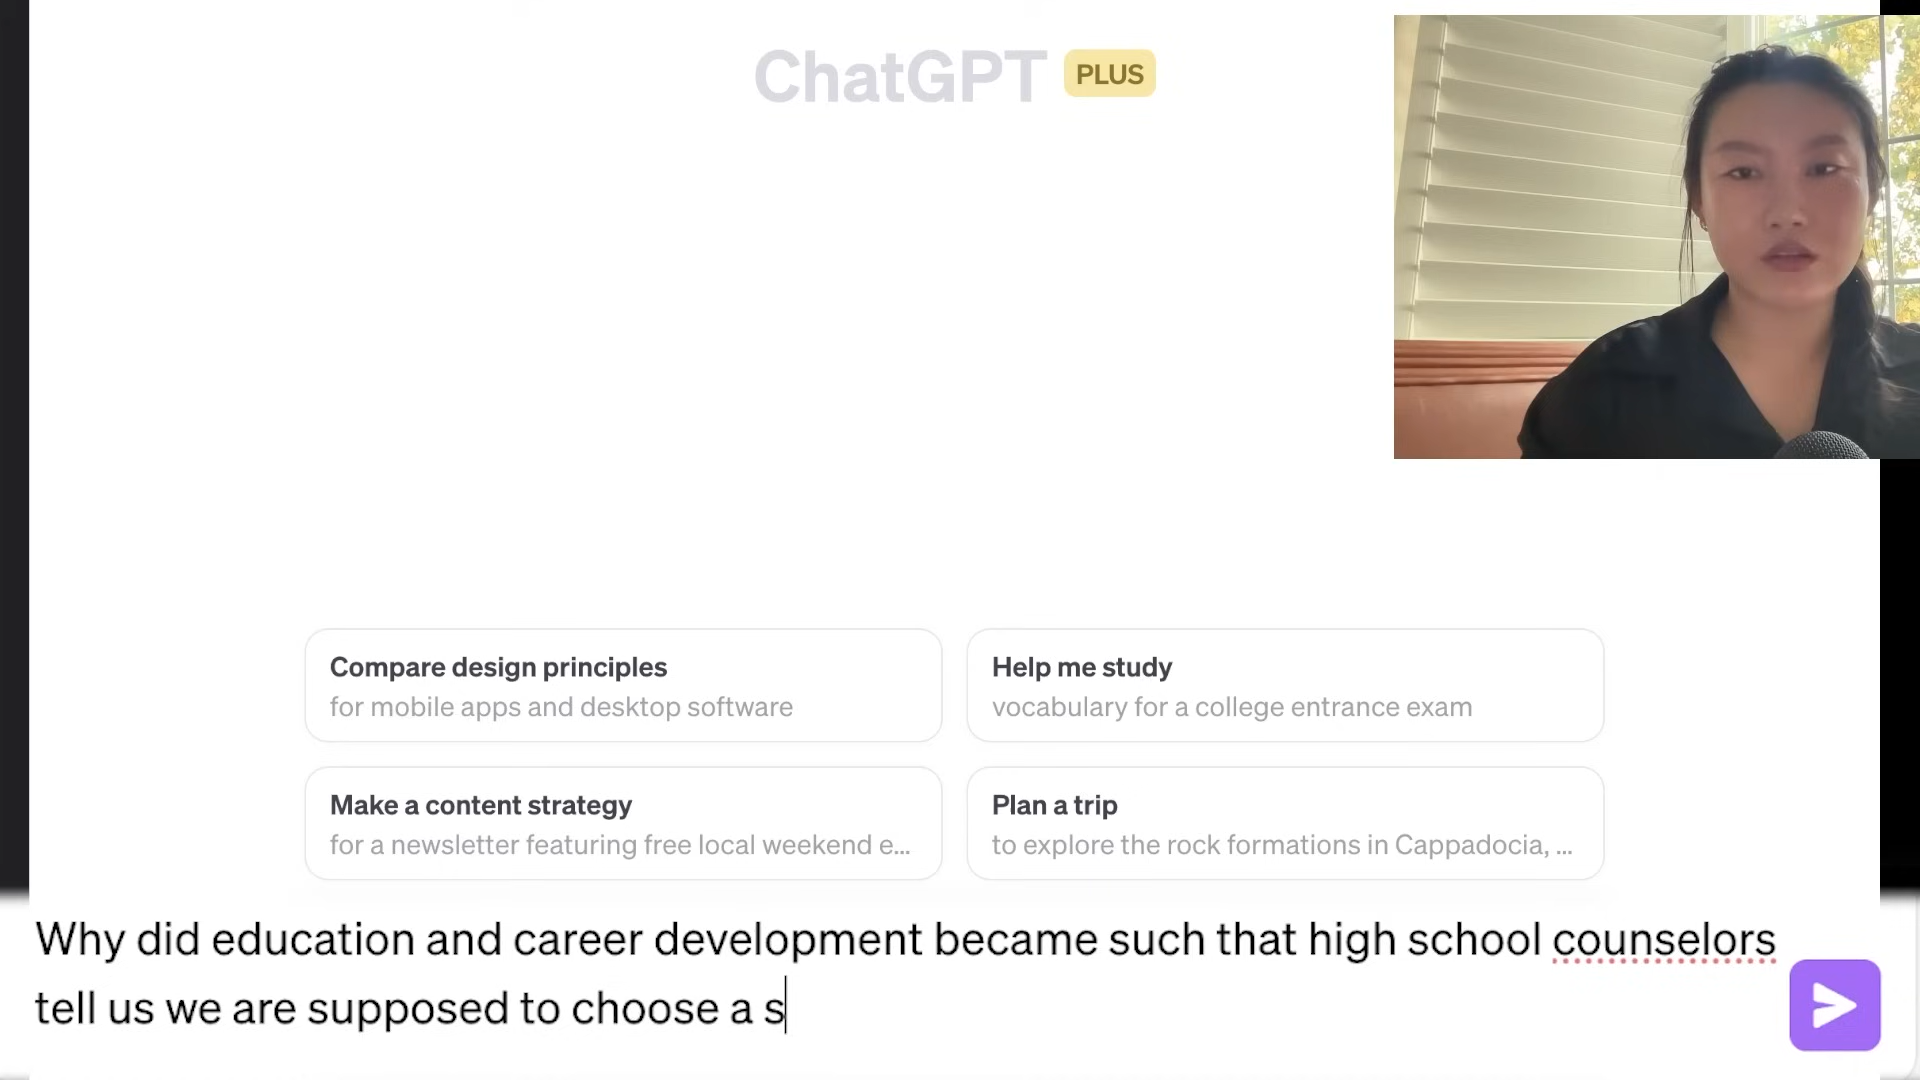 ChatGPT PLUS
Compare design principles
for mobile apps and desktop software
Help me study
vocabulary for a college entrance exam
Make a content strategy
for a newsletter featuring free local weekend e...
Plan a trip
to explore the rock formations in Cappadocia, ...
Why did education and career development became such that high school counselors
tell us we are supposed to choose a s